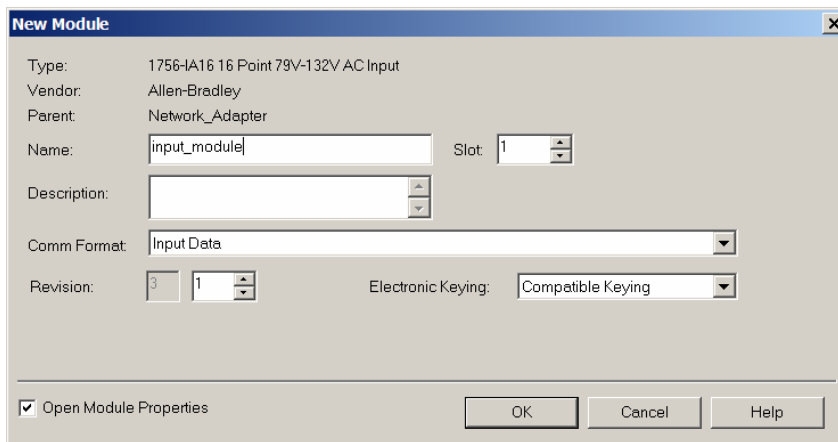 New Module
Type: 1756-IA16 16 Point 79V-132V AC Input
Vendor: Allen-Bradley
Parent: Network_Adapter
Name: input_module Slot: 1
Description:
Comm Format: Input Data
Revision: 3 1 Electronic Keying: Compatible Keying
Open Module Properties OK Cancel Help